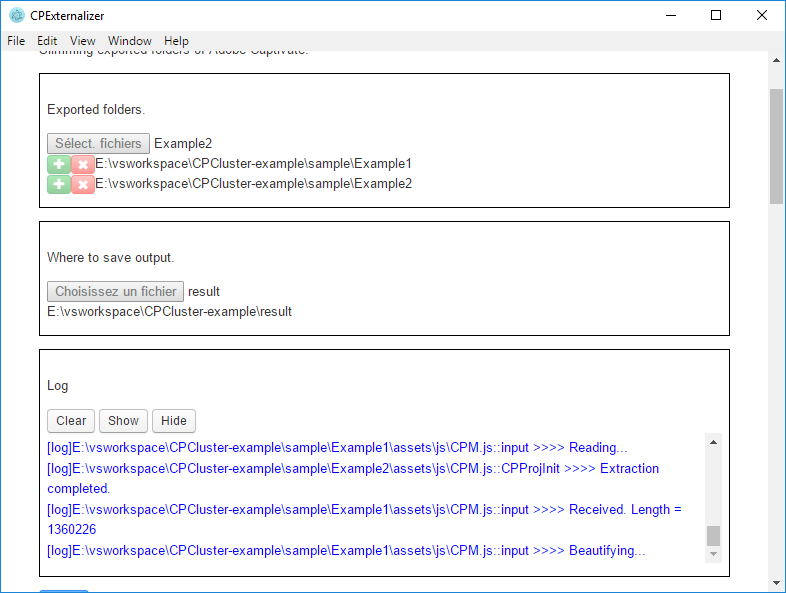 CPExternalizer
File Edit View Window Help
Slimming exported folders of Adobe Captivate.
Exported folders.
Sélect. fichiers Example2
E:\vsworkspace\CPCluster-example\sample\Example1
E:\vsworkspace\CPCluster-example\sample\Example2
Where to save output.
Choisissez un fichier result
E:\vsworkspace\CPCluster-example\result
Log
Clear Show Hide
[log]E:\vsworkspace\CPCluster-example\sample\Example1\assets\js\CPM.js::input >>>> Reading...
[log]E:\vsworkspace\CPCluster-example\sample\Example2\assets\js\CPM.js::CPProjInit >>>> Extraction
completed.
[log]E:\vsworkspace\CPCluster-example\sample\Example1\assets\js\CPM.js::input >>>> Received. Length =
1360226
[log]E:\vsworkspace\CPCluster-example\sample\Example1\assets\js\CPM.js::input >>>> Beautifying...